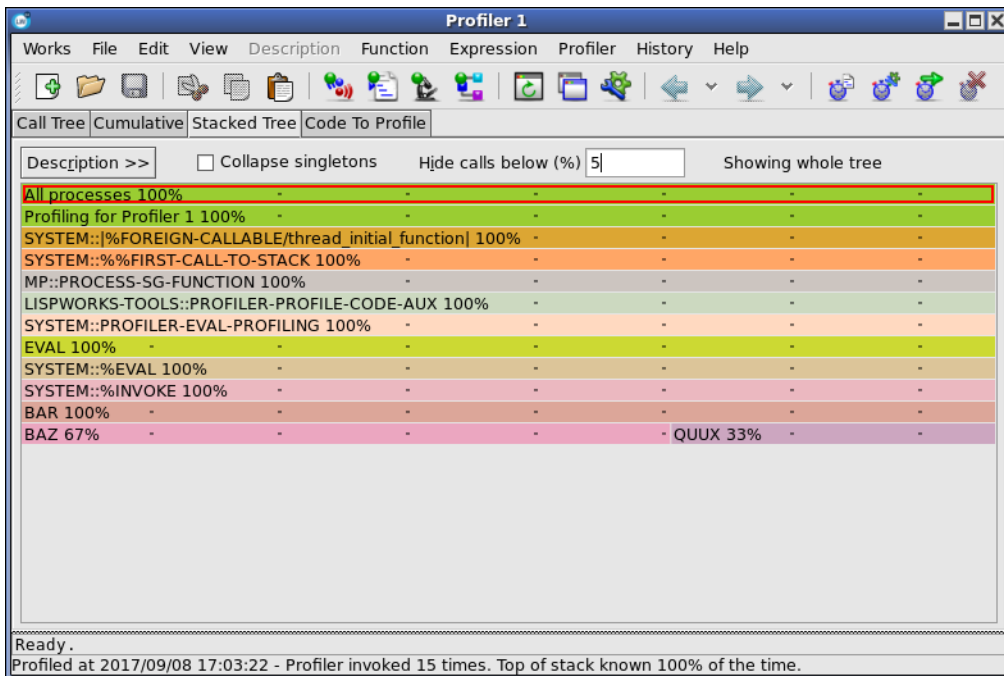 Profiler 1
Works File Edit View Description Function Expression Profiler History Help
Call Tree Cumulative Stacked Tree Code To Profile
Description >> Collapse singletons Hide calls below (%) 5 Showing whole tree
All processes 100%
Profiling for Profiler 1 100%
SYSTEM::|%FOREIGN-CALLABLE/thread_initial_function| 100%
SYSTEM::%%FIRST-CALL-TO-STACK 100%
MP::PROCESS-SG-FUNCTION 100%
LISPWORKS-TOOLS::PROFILER-PROFILE-CODE-AUX 100%
SYSTEM::PROFILER-EVAL-PROFILING 100%
EVAL 100%
SYSTEM::%EVAL 100%
SYSTEM::%INVOKE 100%
BAR 100%
BAZ 67% QUUX 33%
Ready.
Profiled at 2017/09/08 17:03:22 - Profiler invoked 15 times. Top of stack known 100% of the time.